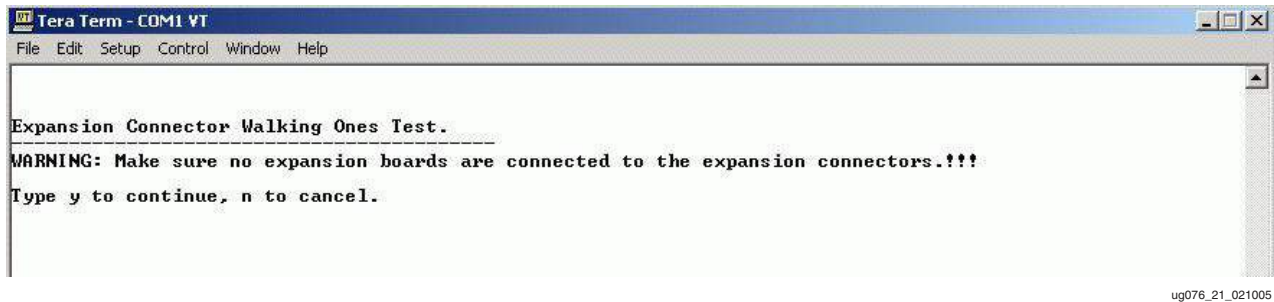 Tera Term - COM1 VT
File Edit Setup Control Window Help
Expansion Connector Walking Ones Test.
--------------------------------------------------
WARNING: Make sure no expansion boards are connected to the expansion connectors.!!!
Type y to continue, n to cancel.
ug076_21_021005